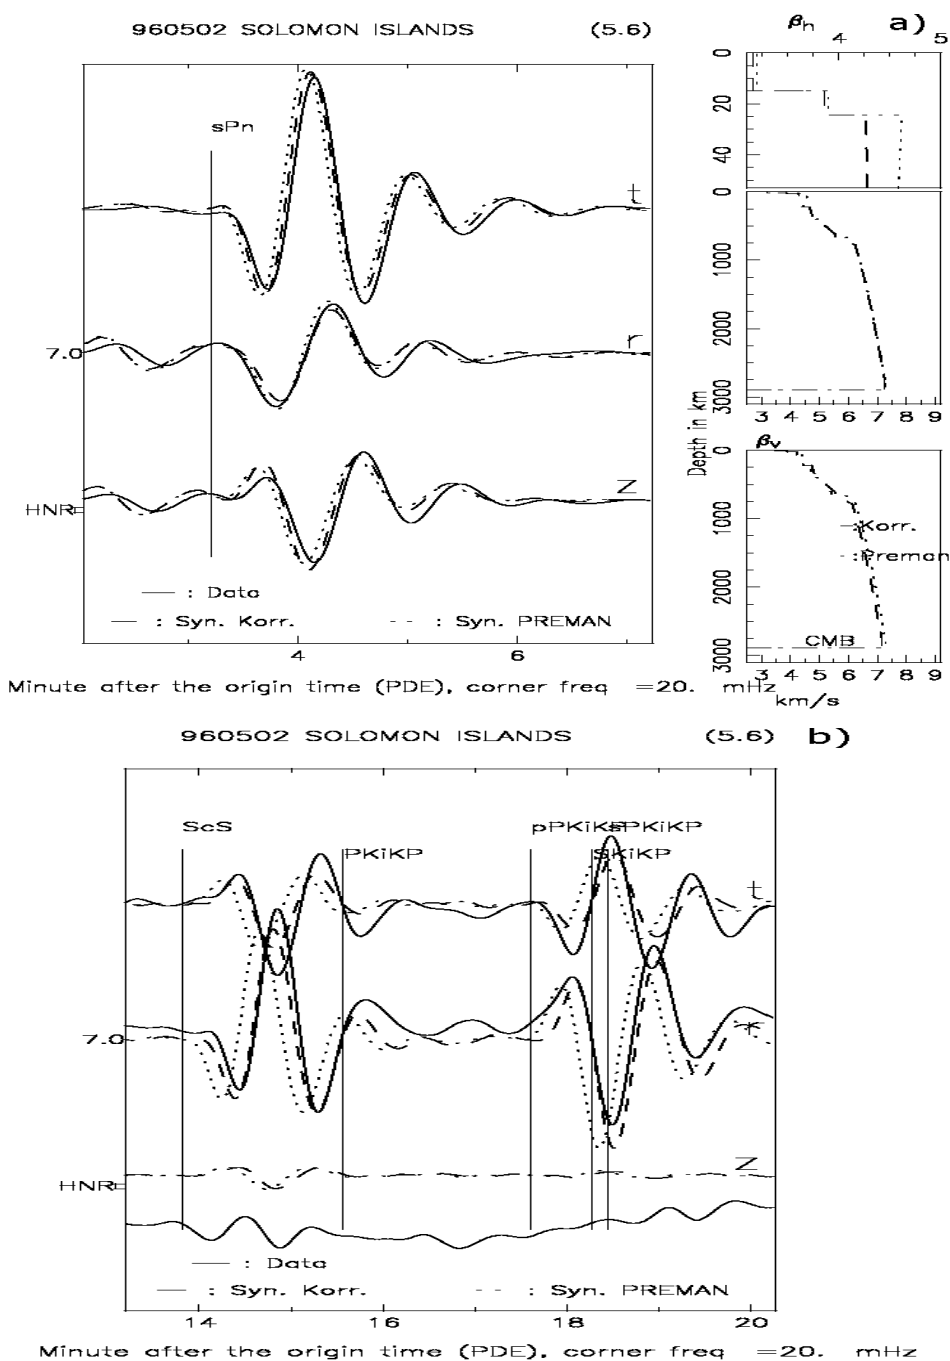 960502 SOLOMON ISLANDS (5.6)
a)
βh
4 5
0
20
40
sPn
t
7.0
r
HNR
Z
0
1000
2000
3000
3 4 5 6 7 8 9
Depth in km
βv
0
1000
2000
3000
Korr.
: Preman
CMB
3 4 5 6 7 8 9
km/s
: Data
: Syn. Korr. : Syn. PREMAN
4 6
Minute after the origin time (PDE), corner freq =20. mHz
960502 SOLOMON ISLANDS (5.6) b)
ScS
PKiKP
pPKiKP
sPKiKP
SKiKP
t
7.0
r
HNR
Z
: Data
: Syn. Korr. : Syn. PREMAN
14 16 18 20
Minute after the origin time (PDE), corner freq =20. mHz